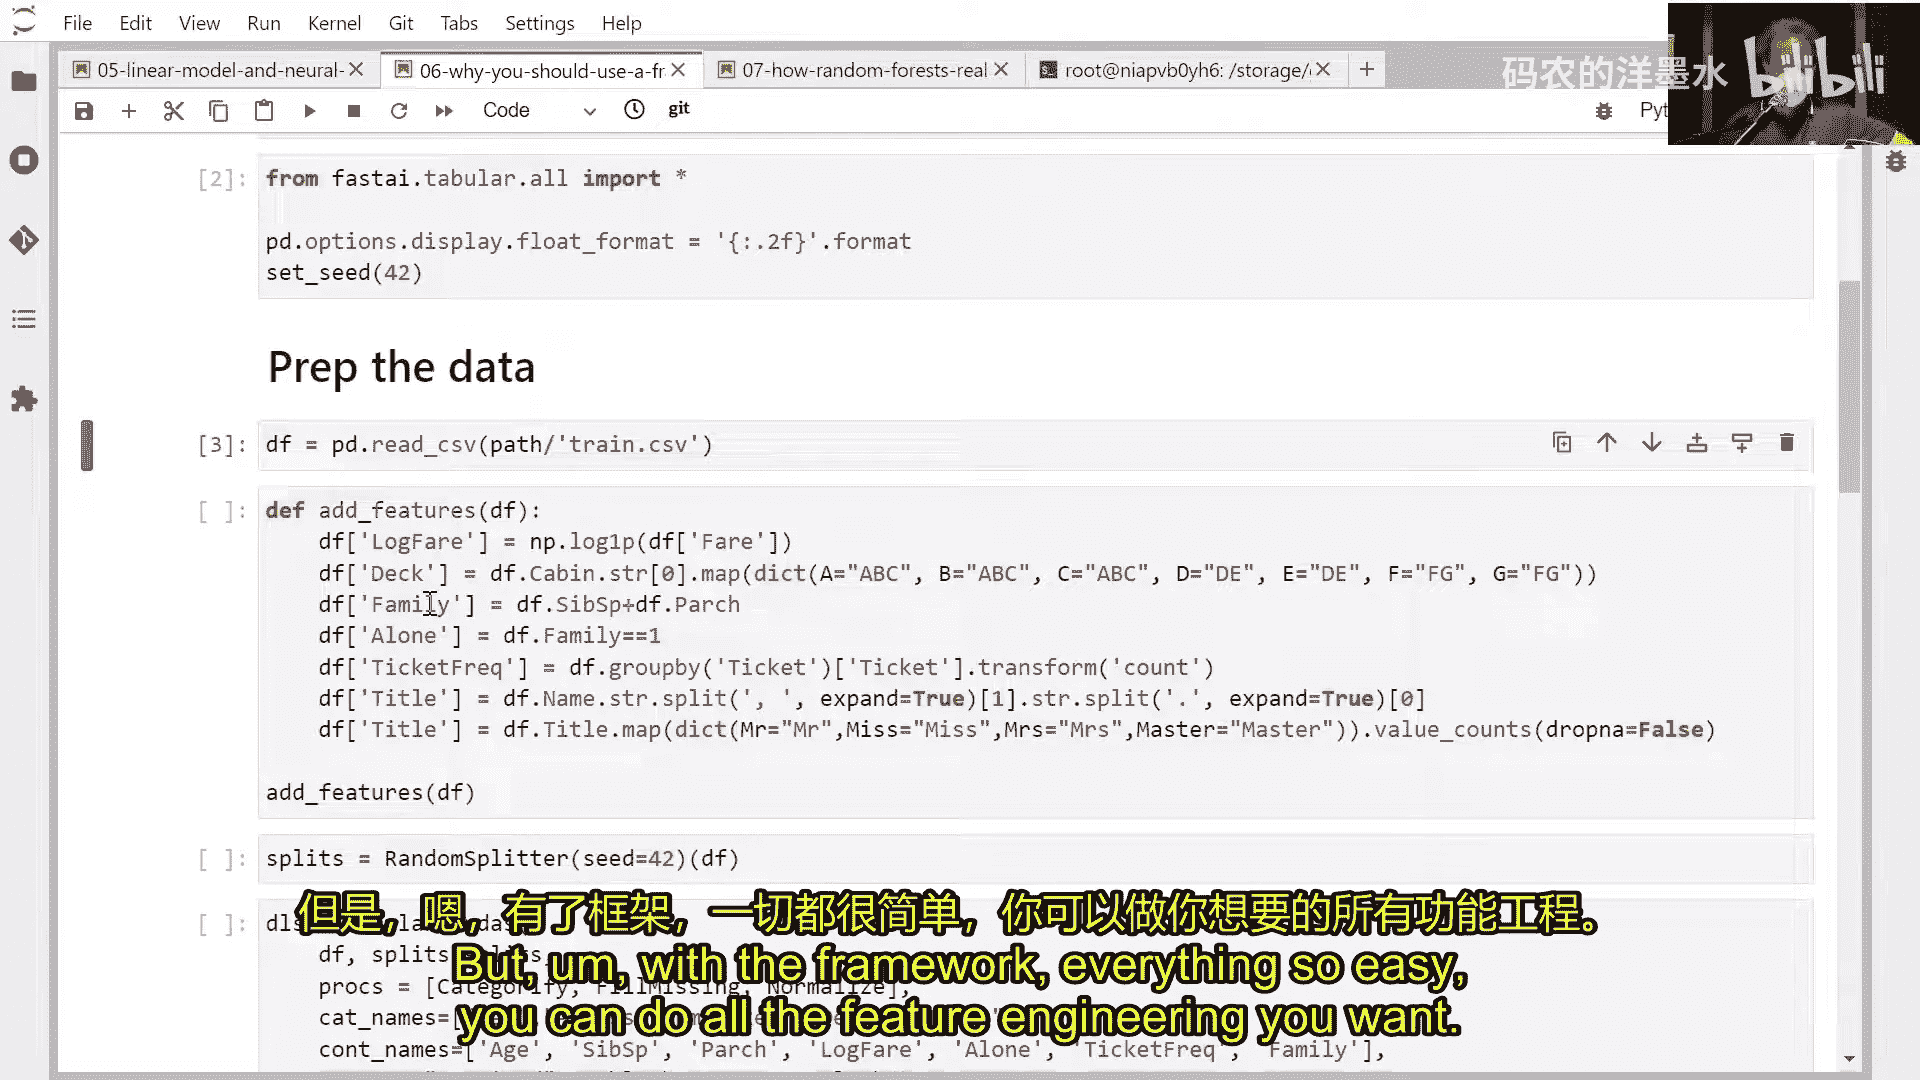 File Edit View Run Kernel Git Tabs Settings Help
05-linear-model-and-neural- 06-why-you-should-use-a-fr 07-how-random-forests-real root@niapvb0yh6: /storage/
码农的洋墨水 bilibili
Code git Pyt
[2]: from fastai.tabular.all import *
pd.options.display.float_format = '{:.2f}'.format
set_seed(42)
Prep the data
[3]: df = pd.read_csv(path/'train.csv')
[ ]: def add_features(df):
df['LogFare'] = np.log1p(df['Fare'])
df['Deck'] = df.Cabin.str[0].map(dict(A="ABC", B="ABC", C="ABC", D="DE", E="DE", F="FG", G="FG"))
df['Family'] = df.SibSp+df.Parch
df['Alone'] = df.Family==1
df['TicketFreq'] = df.groupby('Ticket')['Ticket'].transform('count')
df['Title'] = df.Name.str.split(', ', expand=True)[1].str.split('.', expand=True)[0]
df['Title'] = df.Title.map(dict(Mr="Mr",Miss="Miss",Mrs="Mrs",Master="Master")).value_counts(dropna=False)
add_features(df)
[ ]: splits = RandomSplitter(seed=42)(df)
[ ]:
df, splits
procs = [Categorify, FillMissing, Normalize],
cat_names=[
cont_names=['Age', 'SibSp', 'Parch', 'LogFare', 'Alone', 'TicketFreq', 'Family'],
但是，嗯，有了框架，一切都很简单，你可以做你想要的所有功能工程。
But, um, with the framework, everything so easy,
you can do all the feature engineering you want.